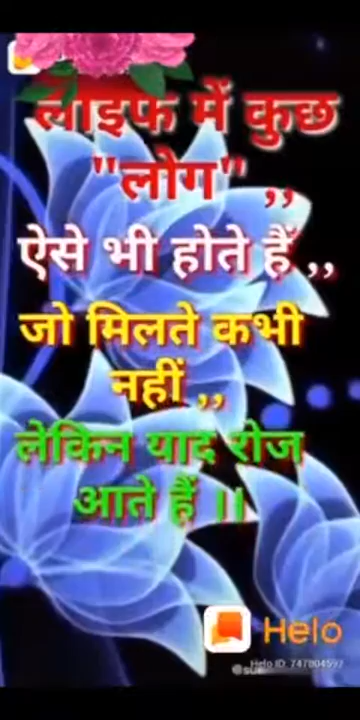 लाइफ में कुछ
"लोग" ,,
ऐसे भी होते हैं ,,
जो मिलते कभी
नहीं ,,
लेकिन याद रोज
आते हैं ।।
Helo
Helo ID: 747804597